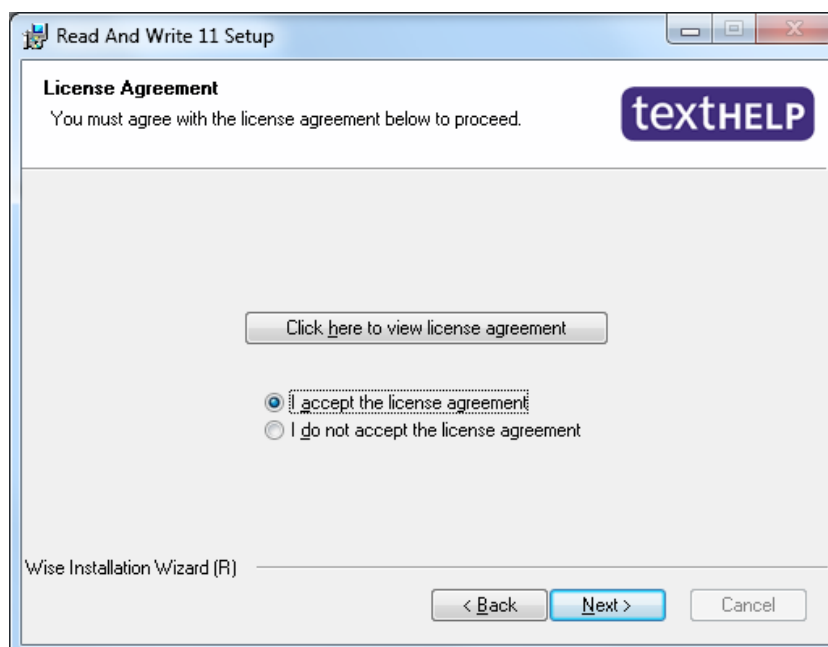 Read And Write 11 Setup
License Agreement
You must agree with the license agreement below to proceed.
textHELP
Click here to view license agreement
I accept the license agreement
I do not accept the license agreement
Wise Installation Wizard (R)
< Back
Next >
Cancel